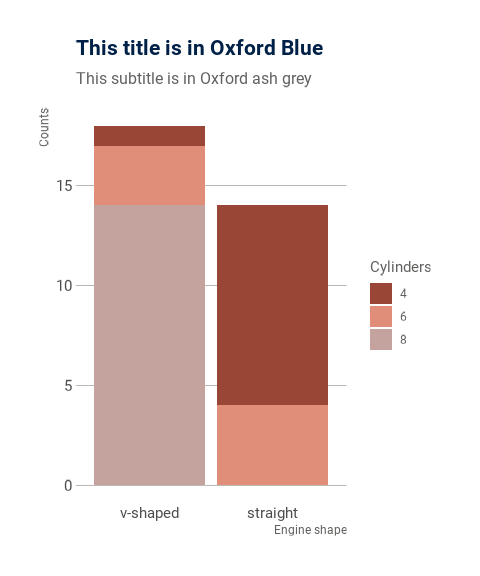 This title is in Oxford Blue
This subtitle is in Oxford ash grey
Counts
15
10
5
0
v-shaped straight
Engine shape
Cylinders
4
6
8